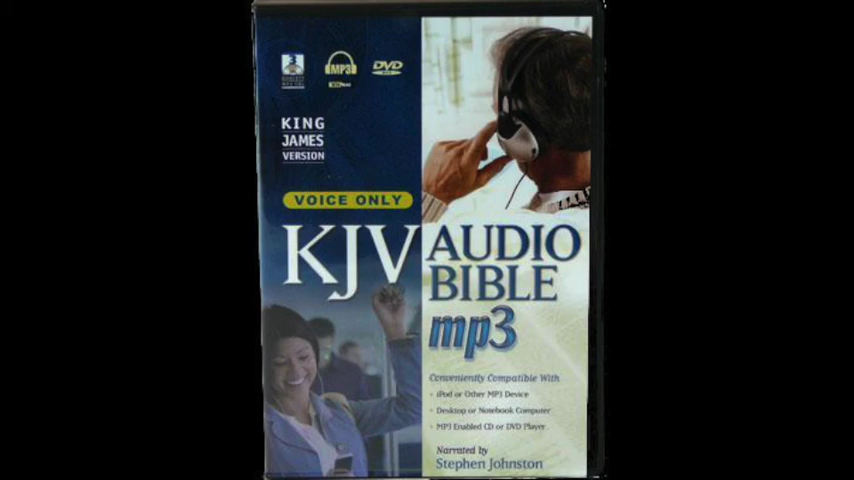 3
MP3
DVD
KING
JAMES
VERSION
VOICE ONLY
KJV AUDIO
BIBLE
mp3
Conveniently Compatible With
• iPod or Other MP3 Device
• Desktop or Notebook Computer
• MP3 Enabled CD or DVD Player
Narrated by
Stephen Johnston